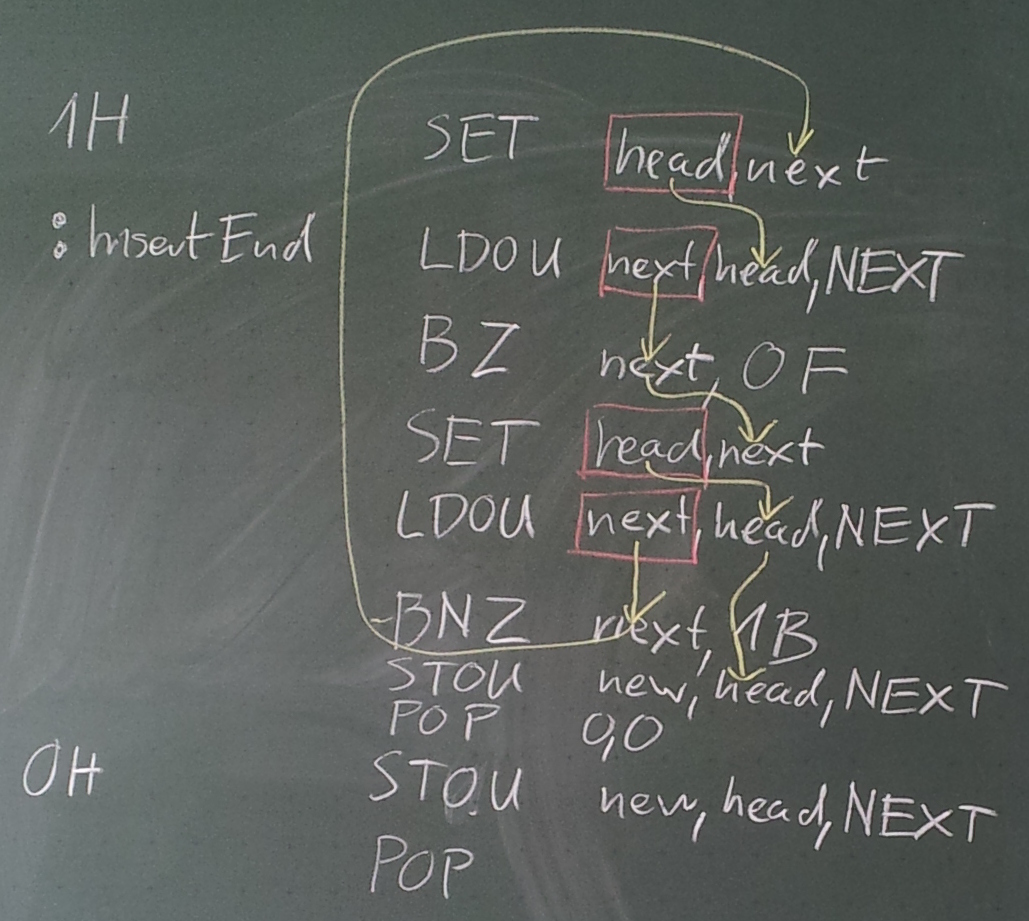 1H SET head,next
:InsertEnd LDOU next,head,NEXT
BZ next,0F
SET head,next
LDOU next,head,NEXT
BNZ next,1B
STOU new,head,NEXT
POP 0,0
0H STOU new,head,NEXT
POP